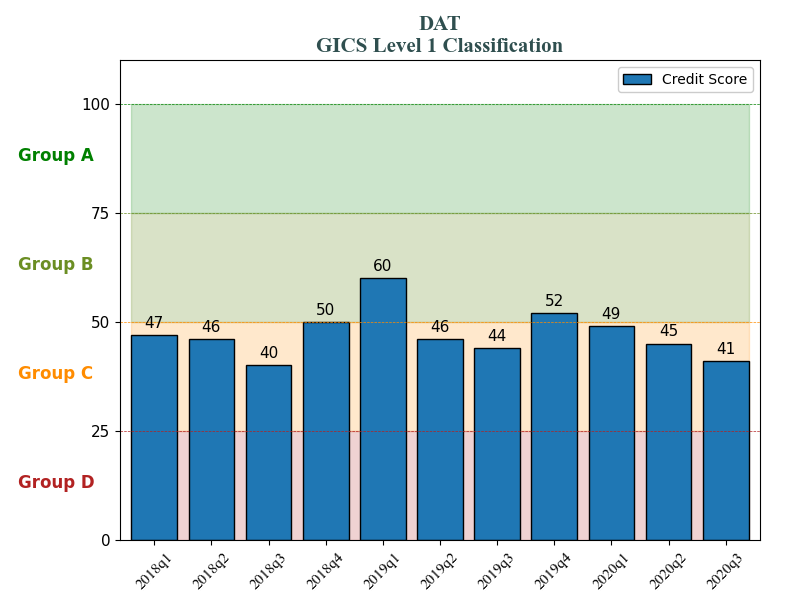 DAT
GICS Level 1 Classification
Credit Score
100
Group A
75
Group B
50
Group C
25
Group D
0
47
46
40
50
60
46
44
52
49
45
41
2018q1
2018q2
2018q3
2018q4
2019q1
2019q2
2019q3
2019q4
2020q1
2020q2
2020q3